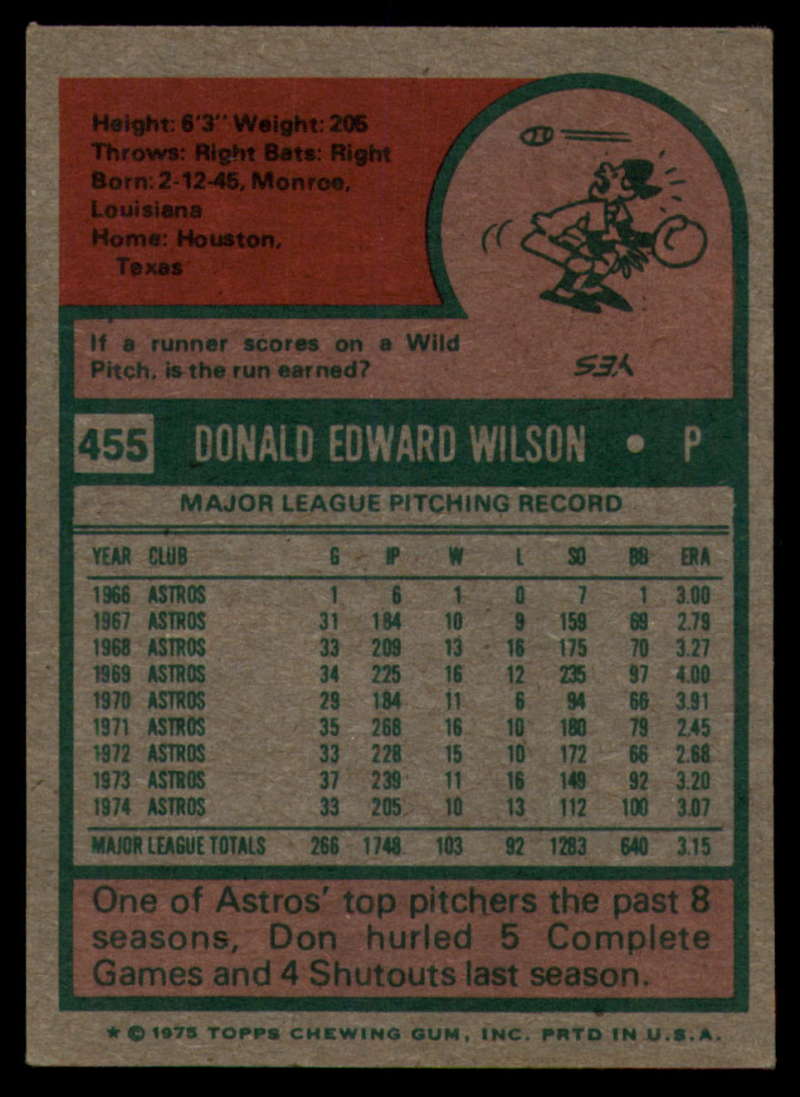 Height: 6'3" Weight: 205
Throws: Right Bats: Right
Born: 2-12-45, Monroe,
Louisiana
Home: Houston,
Texas
If a runner scores on a Wild
Pitch, is the run earned?
YES
455 DONALD EDWARD WILSON • P
MAJOR LEAGUE PITCHING RECORD
YEAR CLUB G IP W L SO BB ERA
1966 ASTROS 1 6 1 0 7 1 3.00
1967 ASTROS 31 184 10 9 159 69 2.79
1968 ASTROS 33 209 13 16 175 70 3.27
1969 ASTROS 34 225 16 12 235 97 4.00
1970 ASTROS 29 184 11 6 94 66 3.91
1971 ASTROS 35 268 16 10 180 79 2.45
1972 ASTROS 33 228 15 10 172 66 2.68
1973 ASTROS 37 239 11 16 149 92 3.20
1974 ASTROS 33 205 10 13 112 100 3.07
MAJOR LEAGUE TOTALS 266 1748 103 92 1283 640 3.15
One of Astros' top pitchers the past 8
seasons, Don hurled 5 Complete
Games and 4 Shutouts last season.
* © 1975 TOPPS CHEWING GUM, INC. PRTD IN U.S.A.